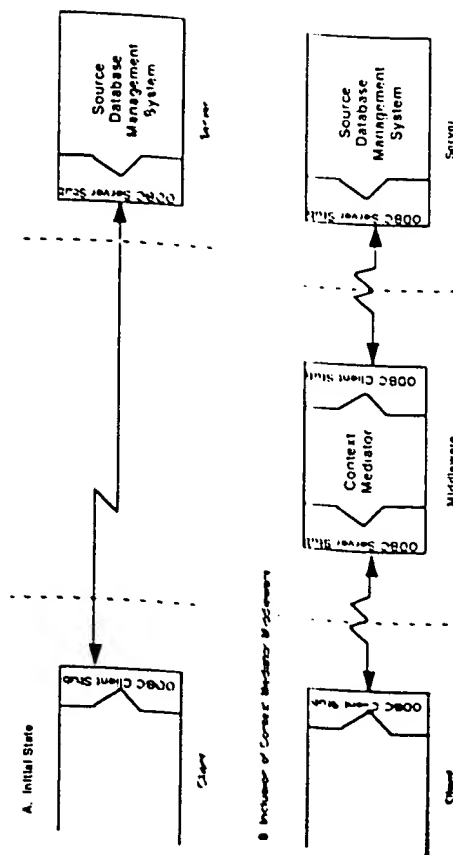 A. Initial State
ODBC Client Stub
ODBC Server Stub
Source
Database
Management
System
Client
Server
ODBC Client Stub
ODBC Server Stub
Context
Mediator
ODBC Client Stub
ODBC Server Stub
Source
Database
Management
System
Client
Middleware
Server